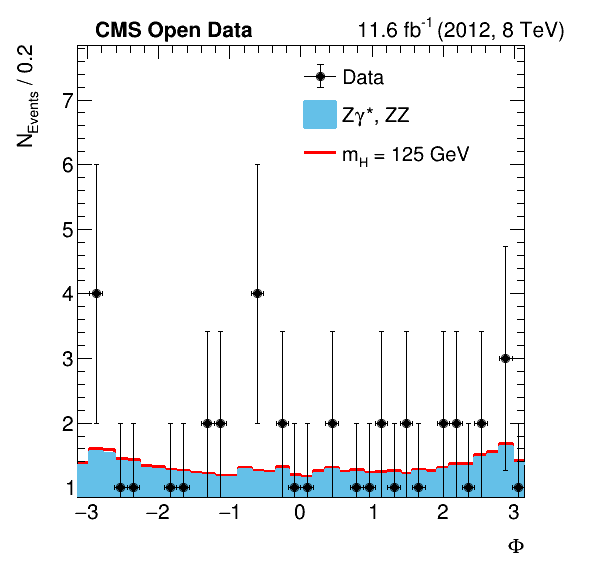 CMS Open Data 11.6 fb⁻¹ (2012, 8 TeV)
N_Events / 0.2
Data
Zγ*, ZZ
m_H = 125 GeV
7
6
5
4
3
2
1
−3 −2 −1 0 1 2 3
Φ